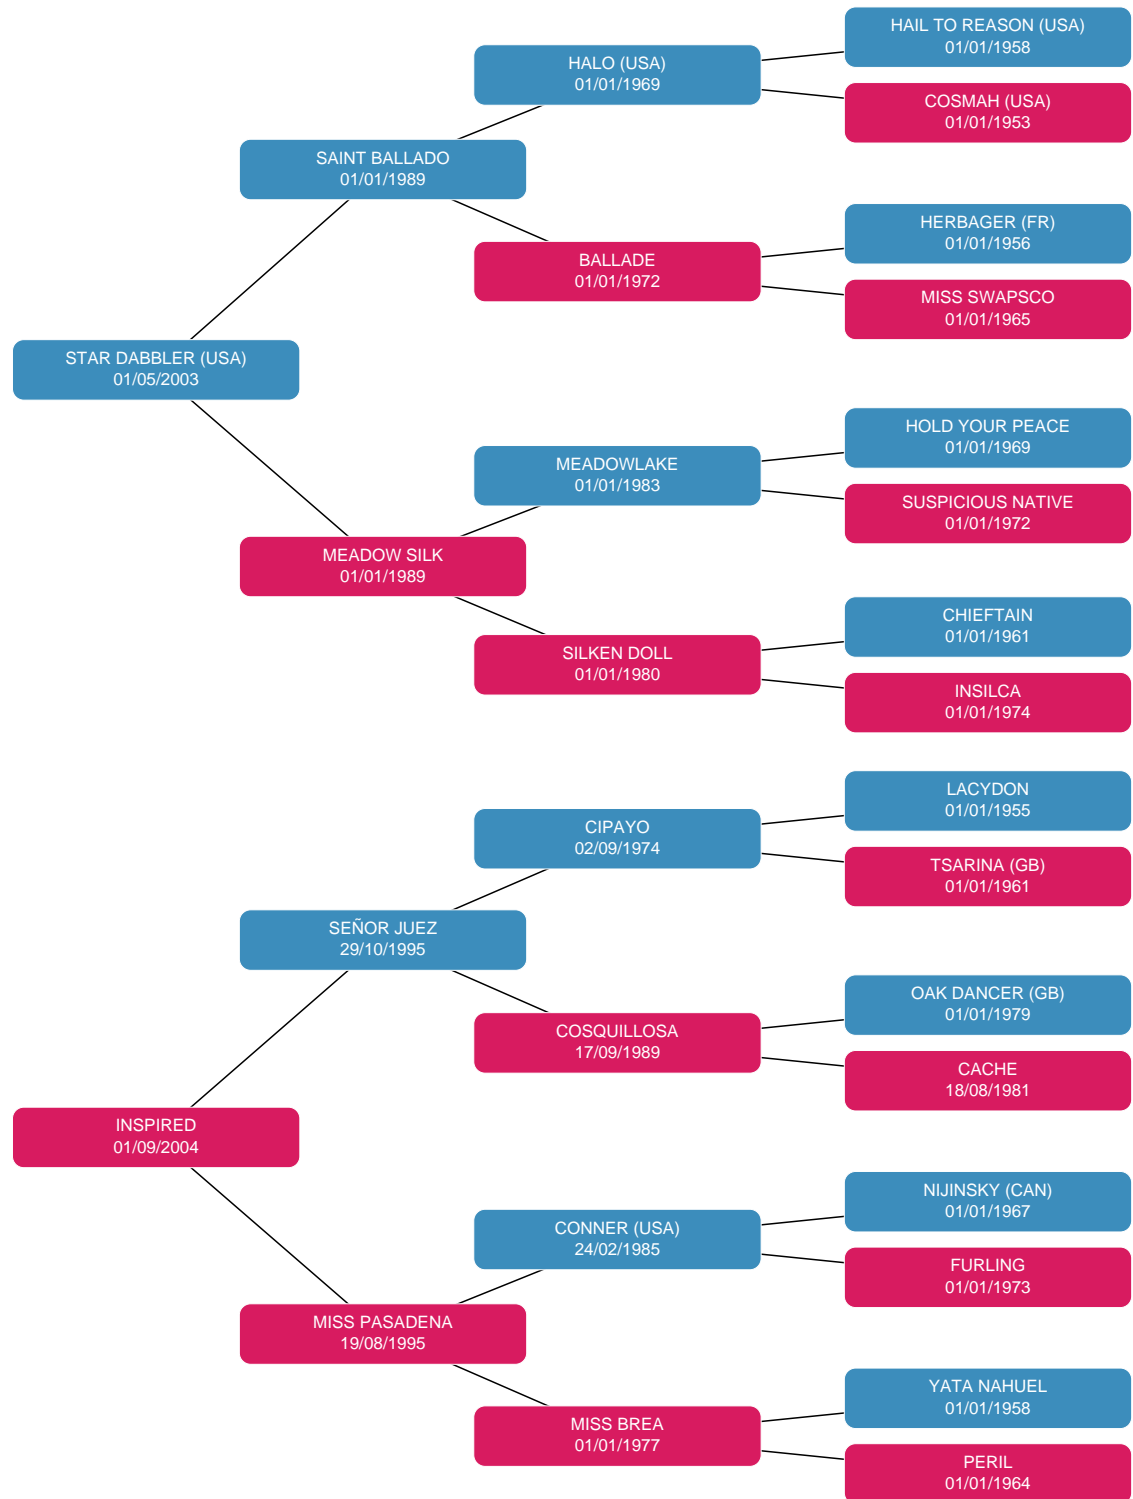 HAIL TO REASON (USA)
01/01/1958
HALO (USA)
01/01/1969
COSMAH (USA)
01/01/1953
SAINT BALLADO
01/01/1989
HERBAGER (FR)
01/01/1956
BALLADE
01/01/1972
MISS SWAPSCO
01/01/1965
STAR DABBLER (USA)
01/05/2003
HOLD YOUR PEACE
01/01/1969
MEADOWLAKE
01/01/1983
SUSPICIOUS NATIVE
01/01/1972
MEADOW SILK
01/01/1989
CHIEFTAIN
01/01/1961
SILKEN DOLL
01/01/1980
INSILCA
01/01/1974
LACYDON
01/01/1955
CIPAYO
02/09/1974
TSARINA (GB)
01/01/1961
SEÑOR JUEZ
29/10/1995
OAK DANCER (GB)
01/01/1979
COSQUILLOSA
17/09/1989
CACHE
18/08/1981
INSPIRED
01/09/2004
NIJINSKY (CAN)
01/01/1967
CONNER (USA)
24/02/1985
FURLING
01/01/1973
MISS PASADENA
19/08/1995
YATA NAHUEL
01/01/1958
MISS BREA
01/01/1977
PERIL
01/01/1964